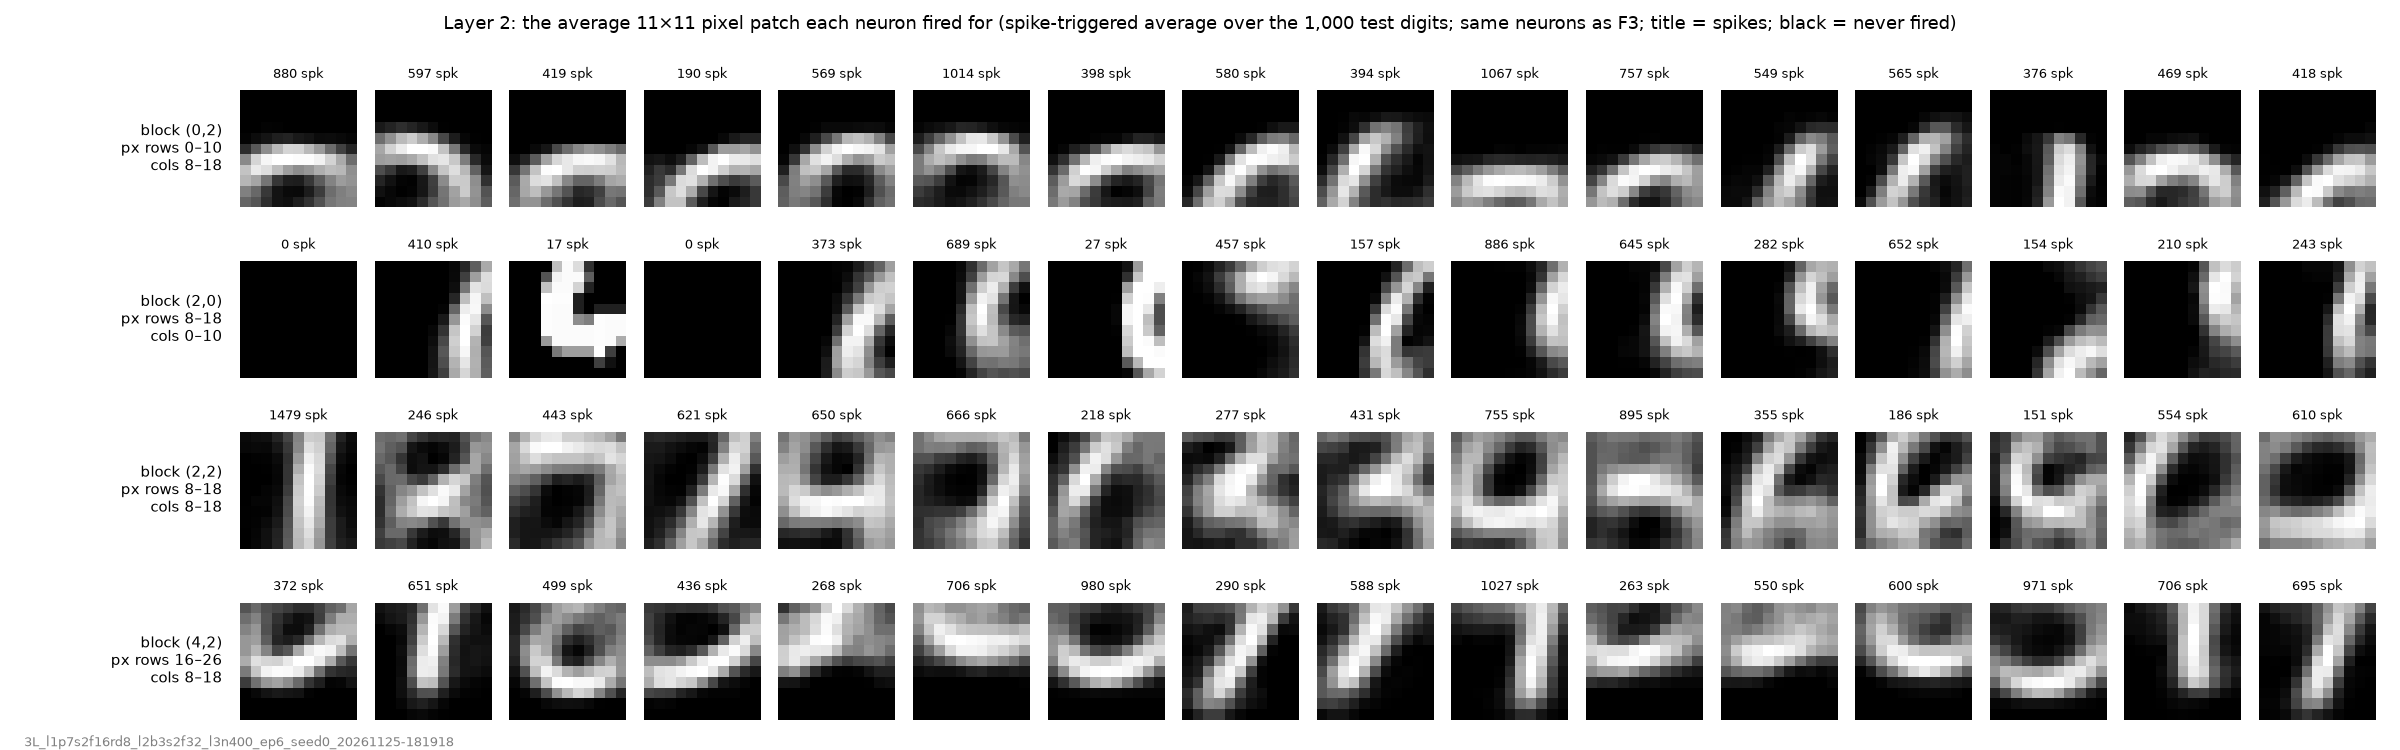 Layer 2: the average 11×11 pixel patch each neuron fired for (spike-triggered average over the 1,000 test digits; same neurons as F3; title = spikes; black = never fired)
880 spk 597 spk 419 spk 190 spk 569 spk 1014 spk 398 spk 580 spk 394 spk 1067 spk 757 spk 549 spk 565 spk 376 spk 469 spk 418 spk
block (0,2)
px rows 0–10
cols 8–18
0 spk 410 spk 17 spk 0 spk 373 spk 689 spk 27 spk 457 spk 157 spk 886 spk 645 spk 282 spk 652 spk 154 spk 210 spk 243 spk
block (2,0)
px rows 8–18
cols 0–10
1479 spk 246 spk 443 spk 621 spk 650 spk 666 spk 218 spk 277 spk 431 spk 755 spk 895 spk 355 spk 186 spk 151 spk 554 spk 610 spk
block (2,2)
px rows 8–18
cols 8–18
372 spk 651 spk 499 spk 436 spk 268 spk 706 spk 980 spk 290 spk 588 spk 1027 spk 263 spk 550 spk 600 spk 971 spk 706 spk 695 spk
block (4,2)
px rows 16–26
cols 8–18
3L_l1p7s2f16rd8_l2b3s2f32_l3n400_ep6_seed0_20261125-181918